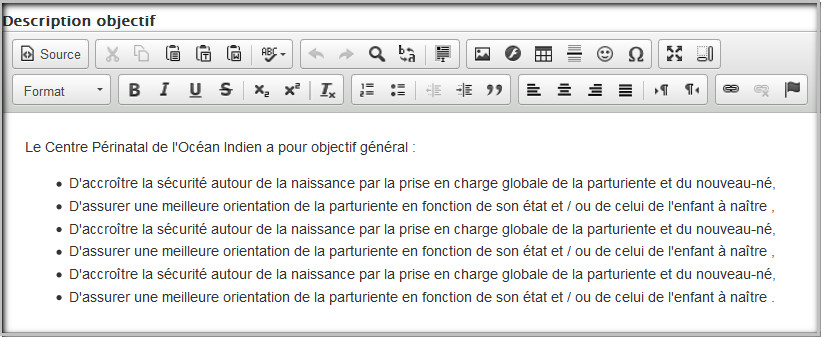 Description objectif
Source
ABC
Format
B I U S x₂ x² Tx
Le Centre Périnatal de l'Océan Indien a pour objectif général :
• D'accroître la sécurité autour de la naissance par la prise en charge globale de la parturiente et du nouveau-né,
• D'assurer une meilleure orientation de la parturiente en fonction de son état et / ou de celui de l'enfant à naître ,
• D'accroître la sécurité autour de la naissance par la prise en charge globale de la parturiente et du nouveau-né,
• D'assurer une meilleure orientation de la parturiente en fonction de son état et / ou de celui de l'enfant à naître ,
• D'accroître la sécurité autour de la naissance par la prise en charge globale de la parturiente et du nouveau-né,
• D'assurer une meilleure orientation de la parturiente en fonction de son état et / ou de celui de l'enfant à naître .